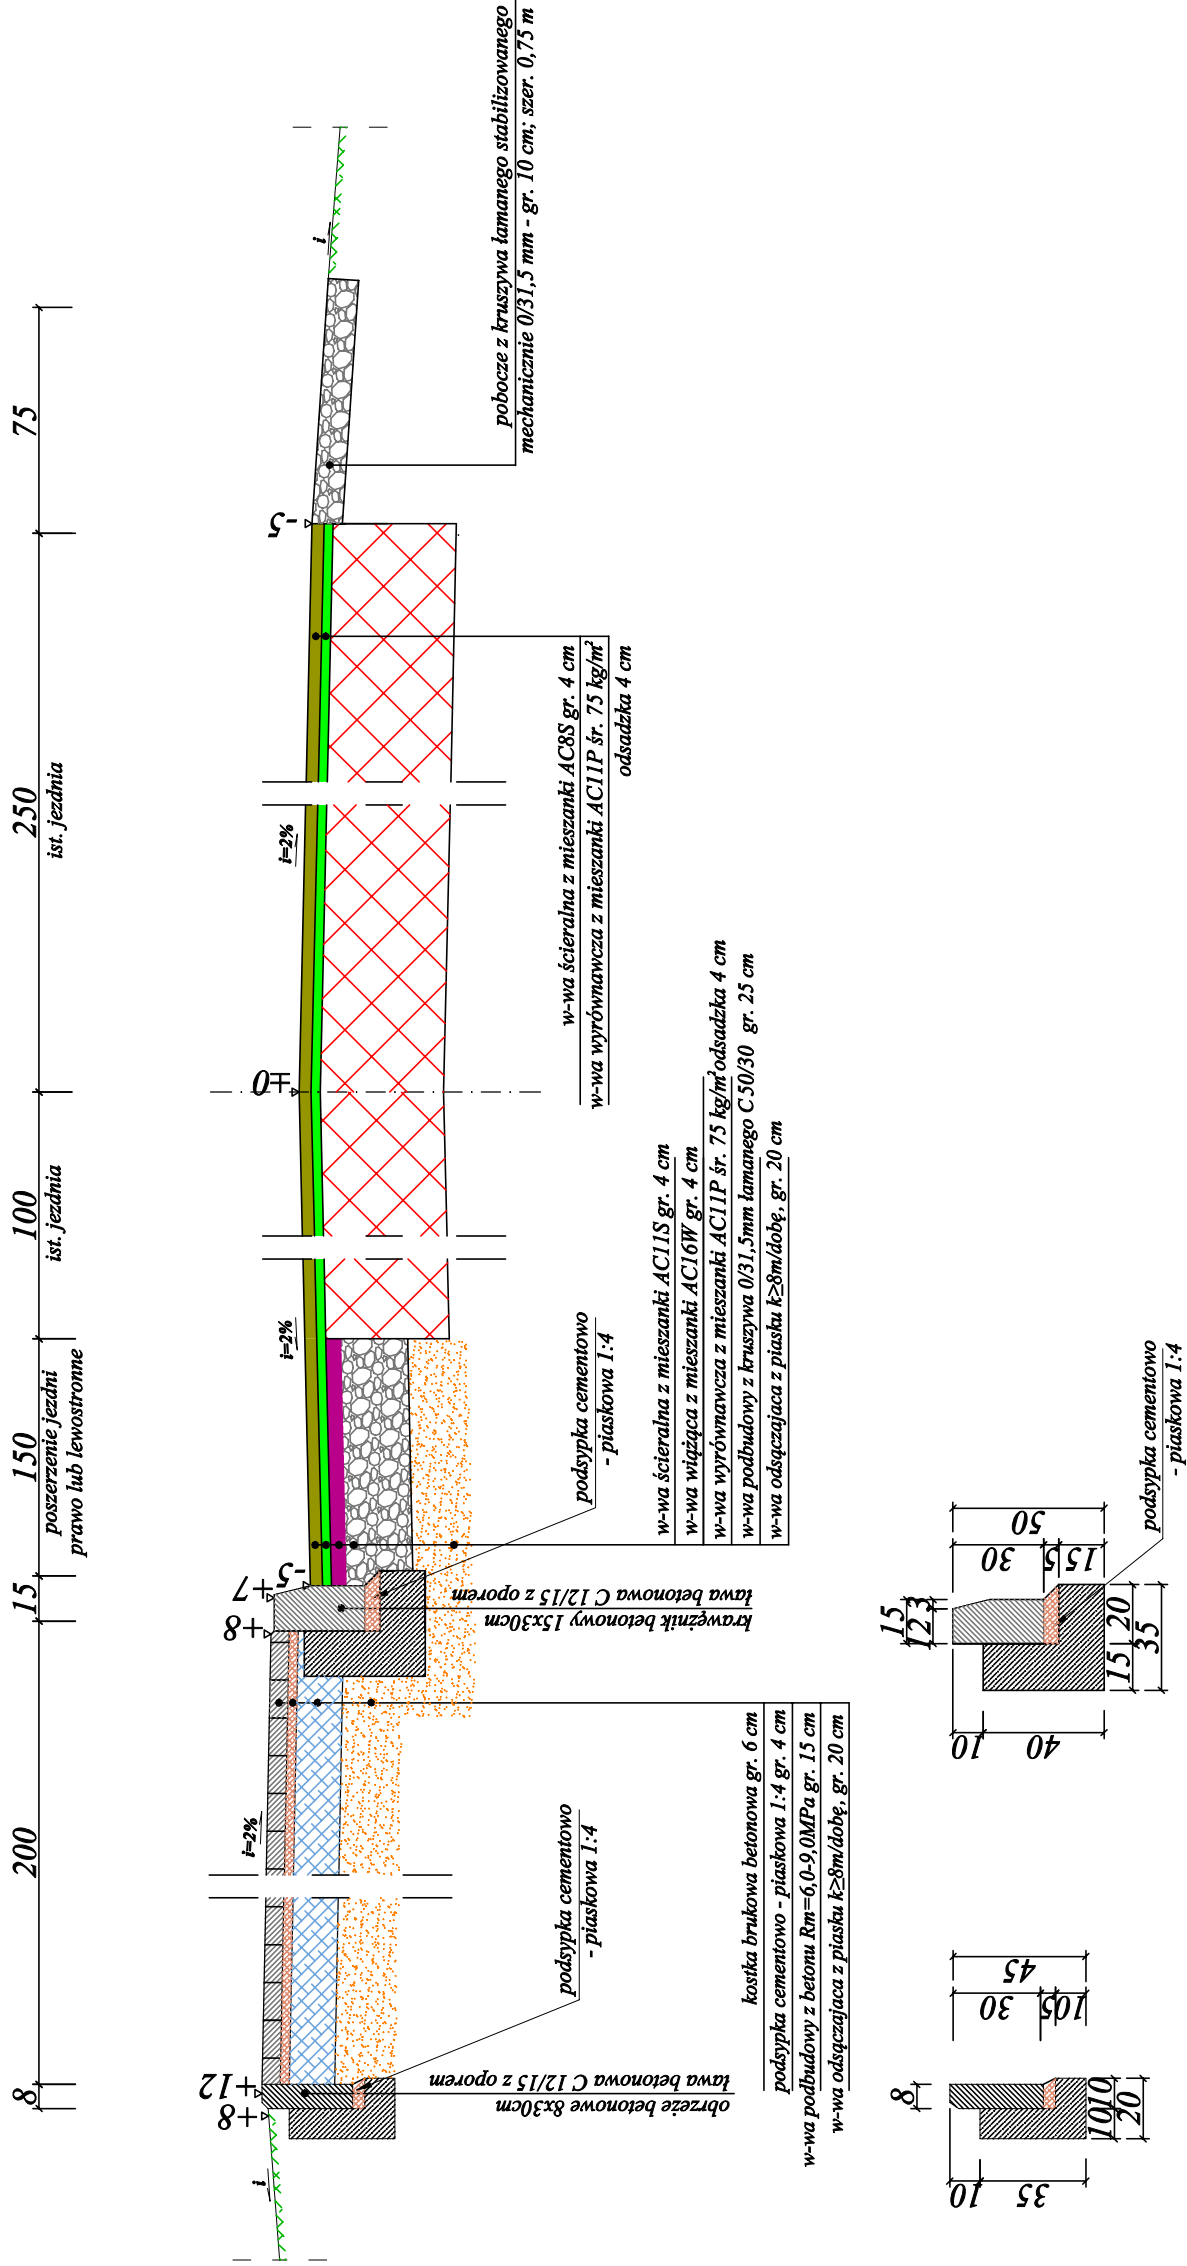 8
200
15
150
100
250
75
poszerzenie jezdni
prawo lub lewostronne
ist. jezdnia
ist. jezdnia
i
+8
+12
i=2%
+8
+7
-5
i=2%
±0
i=2%
-5
i
pobocze z kruszywa łamanego stabilizowanego
mechanicznie 0/31,5 mm - gr. 10 cm; szer. 0,75 m
w-wa ścieralna z mieszanki AC8S gr. 4 cm
w-wa wyrównawcza z mieszanki AC11P śr. 75 kg/m²
odsadzka 4 cm
podsypka cementowo
- piaskowa 1:4
w-wa ścieralna z mieszanki AC11S gr. 4 cm
w-wa wiążąca z mieszanki AC16W gr. 4 cm
w-wa wyrównawcza z mieszanki AC11P śr. 75 kg/m² odsadzka 4 cm
w-wa podbudowy z kruszywa 0/31,5mm łamanego C50/30 gr. 25 cm
w-wa odsączajaca z piasku k≥8m/dobę, gr. 20 cm
krawężnik betonowy 15x30cm
ława betonowa C 12/15 z oporem
podsypka cementowo
- piaskowa 1:4
obrzeże betonowe 8x30cm
ława betonowa C 12/15 z oporem
kostka brukowa betonowa gr. 6 cm
podsypka cementowo - piaskowa 1:4 gr. 4 cm
w-wa podbudowy z betonu Rm=6,0-9,0MPa gr. 15 cm
w-wa odsączajaca z piasku k≥8m/dobę, gr. 20 cm
8
10
35
45
30
5
10
10
10
20
15
12
3
10
40
50
30
5
15
15
20
35
podsypka cementowo
- piaskowa 1:4